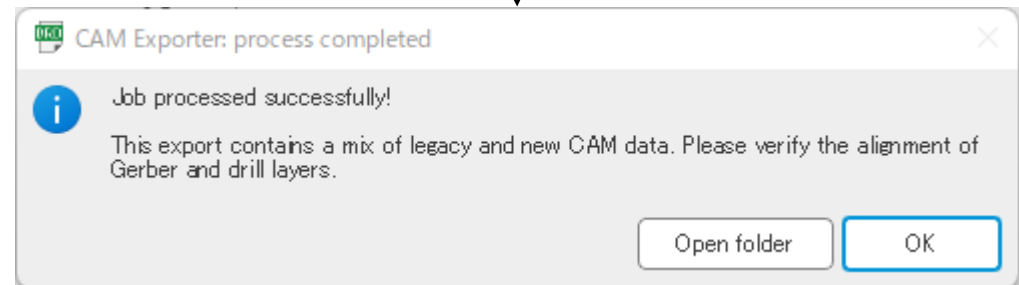 DRD CAM Exporter: process completed
Job processed successfully!
This export contains a mix of legacy and new CAM data. Please verify the alignment of
Gerber and drill layers.
Open folder
OK